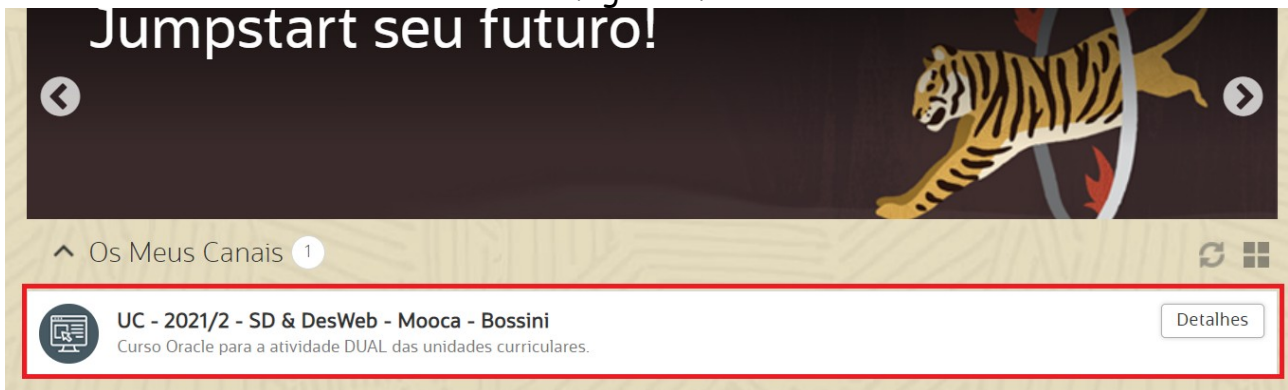 Jumpstart seu futuro!
Os Meus Canais 1
UC - 2021/2 - SD & DesWeb - Mooca - Bossini
Detalhes
Curso Oracle para a atividade DUAL das unidades curriculares.